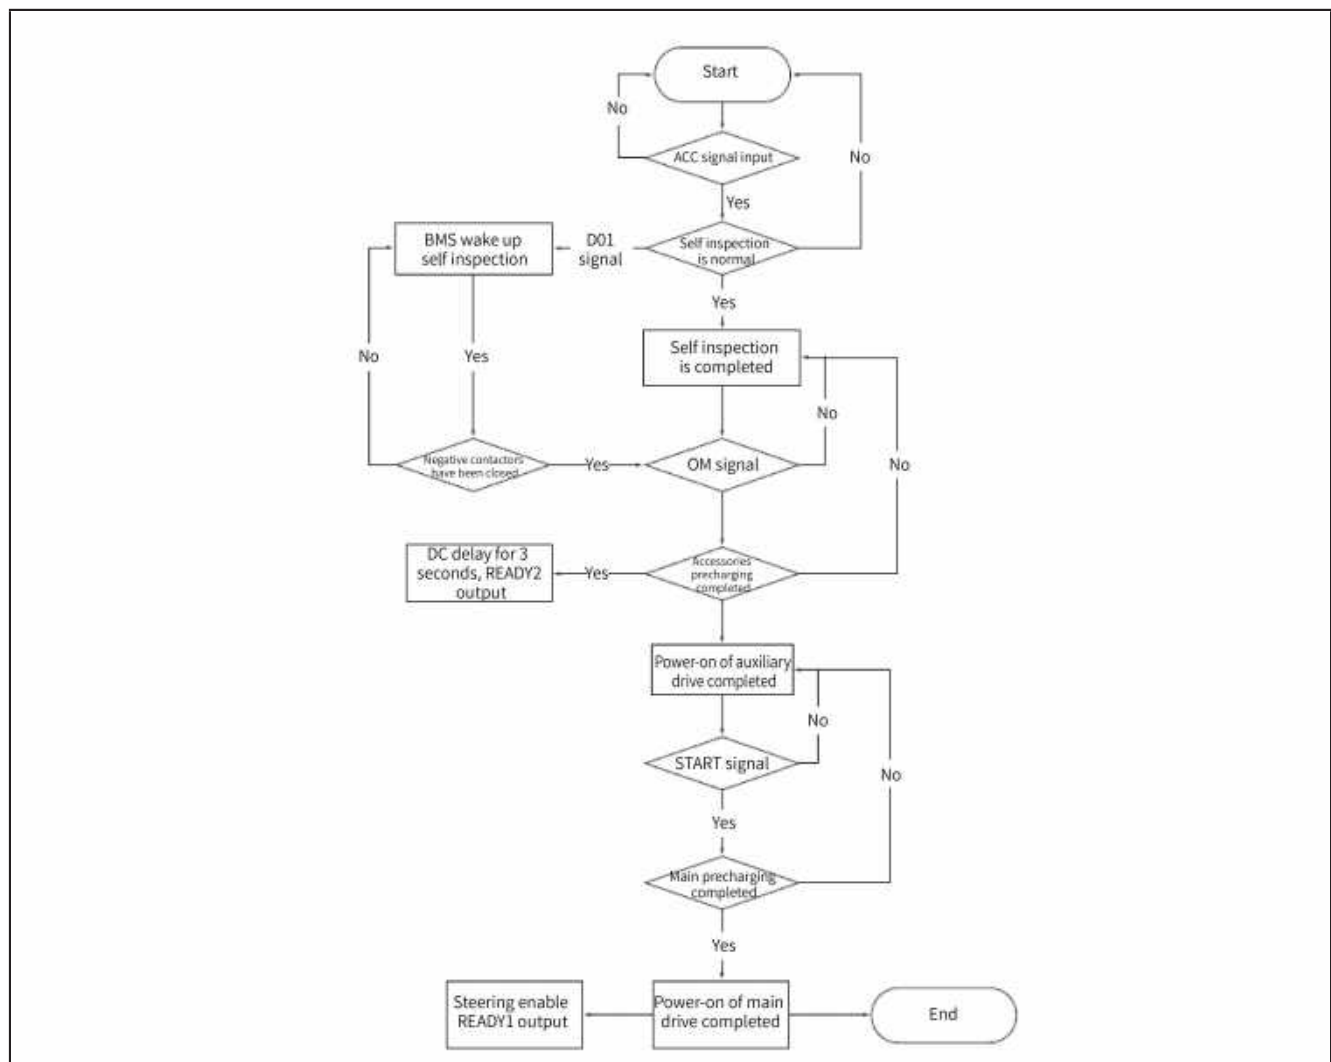 Start
No
ACC signal input
No
Yes
BMS wake up
self inspection
D01
signal
Self inspection
is normal
Yes
Self inspection
is completed
No
Yes
No
Negative contactors
have been closed
Yes
OM signal
No
DC delay for 3
seconds, READY2
output
Yes
Accessories
precharging
completed
Power-on of auxiliary
drive completed
No
START signal
No
Yes
Main precharging
completed
Yes
Steering enable
READY1 output
Power-on of main
drive completed
End